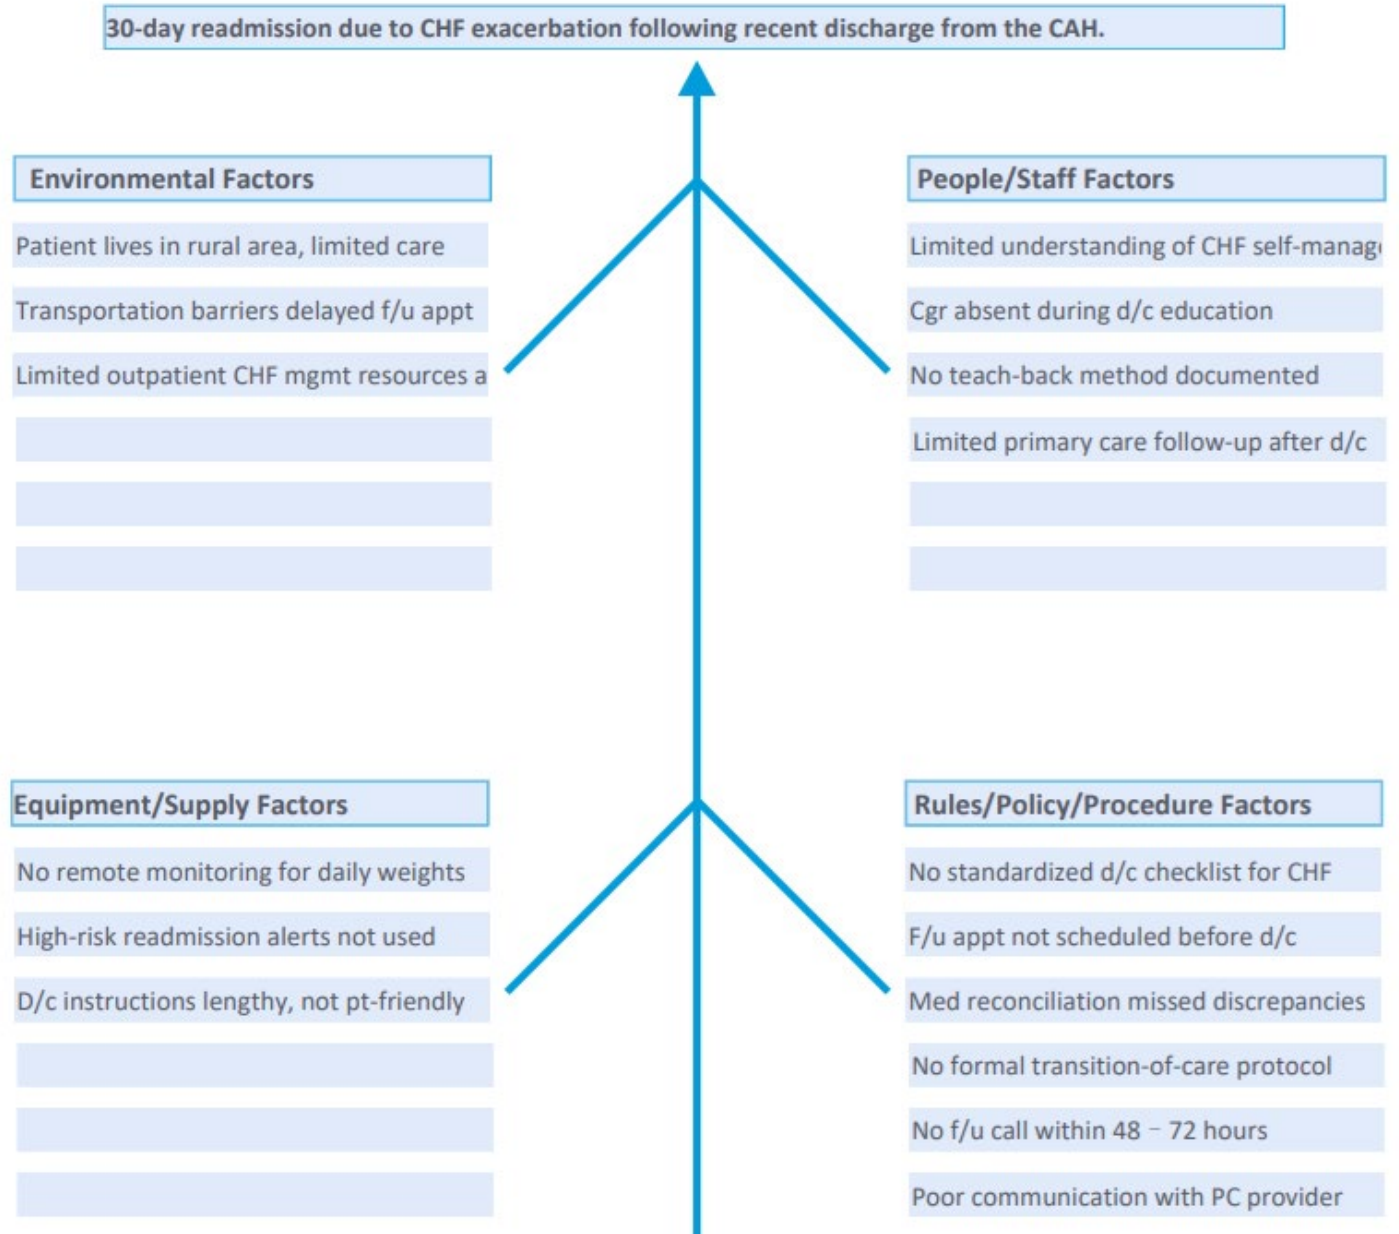 30-day readmission due to CHF exacerbation following recent discharge from the CAH.
Environmental Factors
Patient lives in rural area, limited care
Transportation barriers delayed f/u appt
Limited outpatient CHF mgmt resources a
People/Staff Factors
Limited understanding of CHF self-manag
Cgr absent during d/c education
No teach-back method documented
Limited primary care follow-up after d/c
Equipment/Supply Factors
No remote monitoring for daily weights
High-risk readmission alerts not used
D/c instructions lengthy, not pt-friendly
Rules/Policy/Procedure Factors
No standardized d/c checklist for CHF
F/u appt not scheduled before d/c
Med reconciliation missed discrepancies
No formal transition-of-care protocol
No f/u call within 48 – 72 hours
Poor communication with PC provider